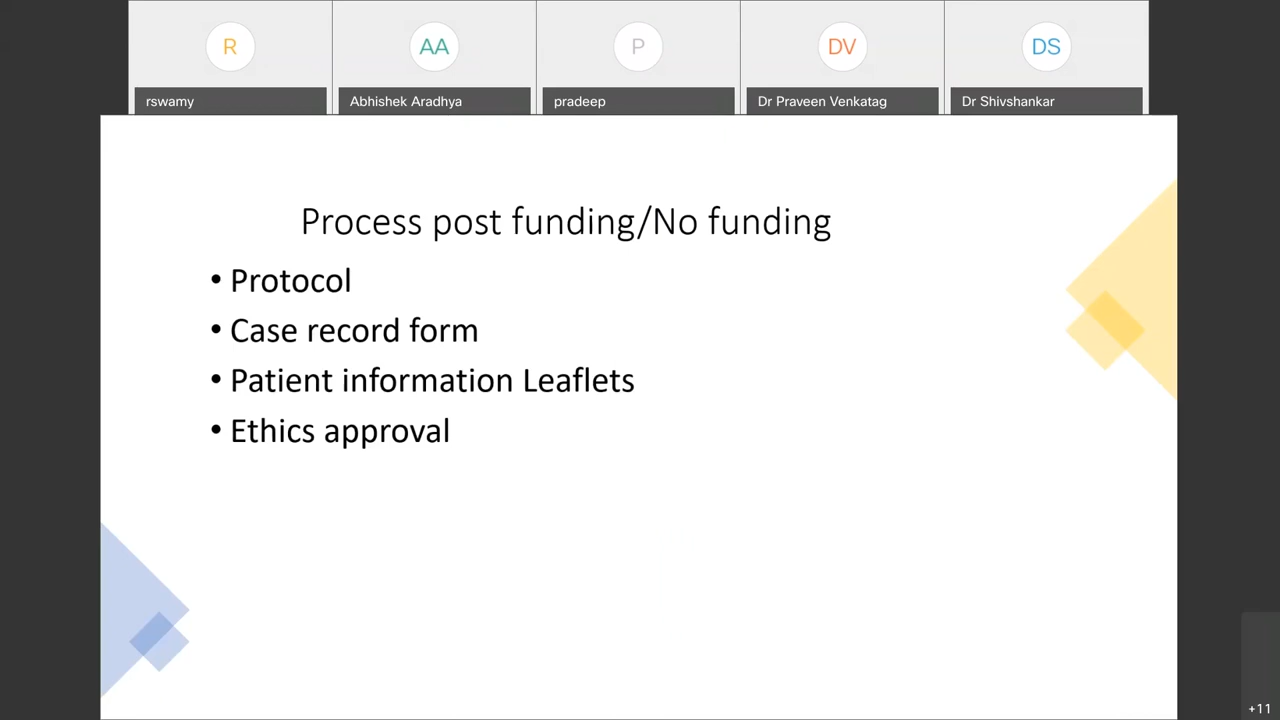 R
AA
P
DV
DS
rswamy
Abhishek Aradhya
pradeep
Dr Praveen Venkatag
Dr Shivshankar
Process post funding/No funding
• Protocol
• Case record form
• Patient information Leaflets
• Ethics approval
+11